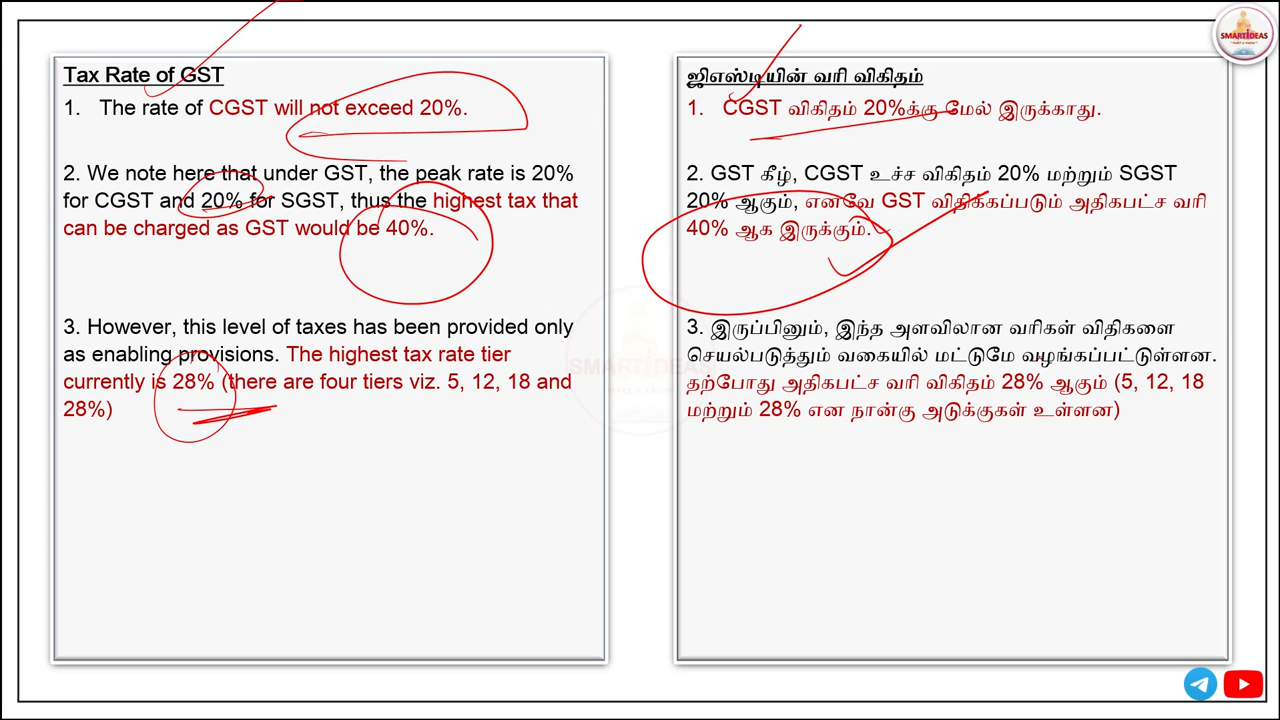 SMARTIDEAS
Tax Rate of GST
1. The rate of CGST will not exceed 20%.
2. We note here that under GST, the peak rate is 20%
for CGST and 20% for SGST, thus the highest tax that
can be charged as GST would be 40%.
3. However, this level of taxes has been provided only
as enabling provisions. The highest tax rate tier
currently is 28% (there are four tiers viz. 5, 12, 18 and
28%)
ஜிஎஸ்டியின் வரி விகிதம்
1. CGST விகிதம் 20%க்கு மேல் இருக்காது.
2. GST கீழ், CGST உச்ச விகிதம் 20% மற்றும் SGST
20% ஆகும், எனவே GST விதிக்கப்படும் அதிகபட்ச வரி
40% ஆக இருக்கும்.
3. இருப்பினும், இந்த அளவிலான வரிகள் விதிகளை
செயல்படுத்தும் வகையில் மட்டுமே வழங்கப்பட்டுள்ளன.
தற்போது அதிகபட்ச வரி விகிதம் 28% ஆகும் (5, 12, 18
மற்றும் 28% என நான்கு அடுக்குகள் உள்ளன)